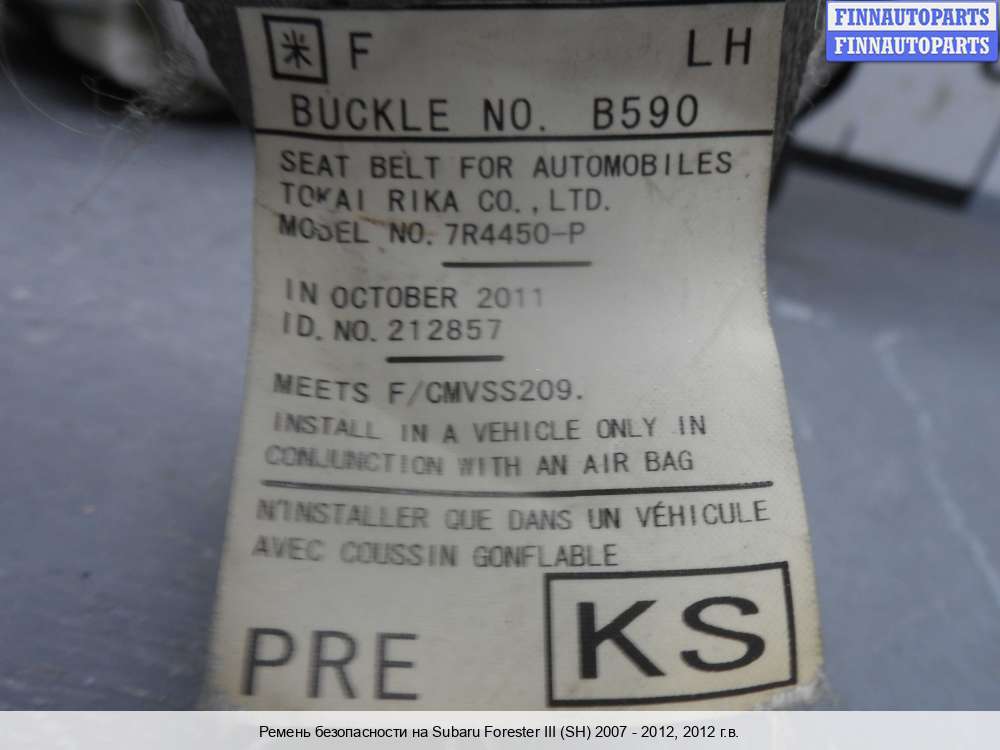 FINNAUTOPARTS
FINNAUTOPARTS
米 F LH
BUCKLE NO. B590
SEAT BELT FOR AUTOMOBILES
TOKAI RIKA CO.,LTD.
MODEL NO. 7R4450-P
IN OCTOBER 2011
ID. NO. 212857
MEETS F/CMVSS209.
INSTALL IN A VEHICLE ONLY IN
CONJUNCTION WITH AN AIR BAG
N'INSTALLER QUE DANS UN VÉHICULE
AVEC COUSSIN GONFLABLE
PRE KS
Ремень безопасности на Subaru Forester III (SH) 2007 - 2012, 2012 г.в.